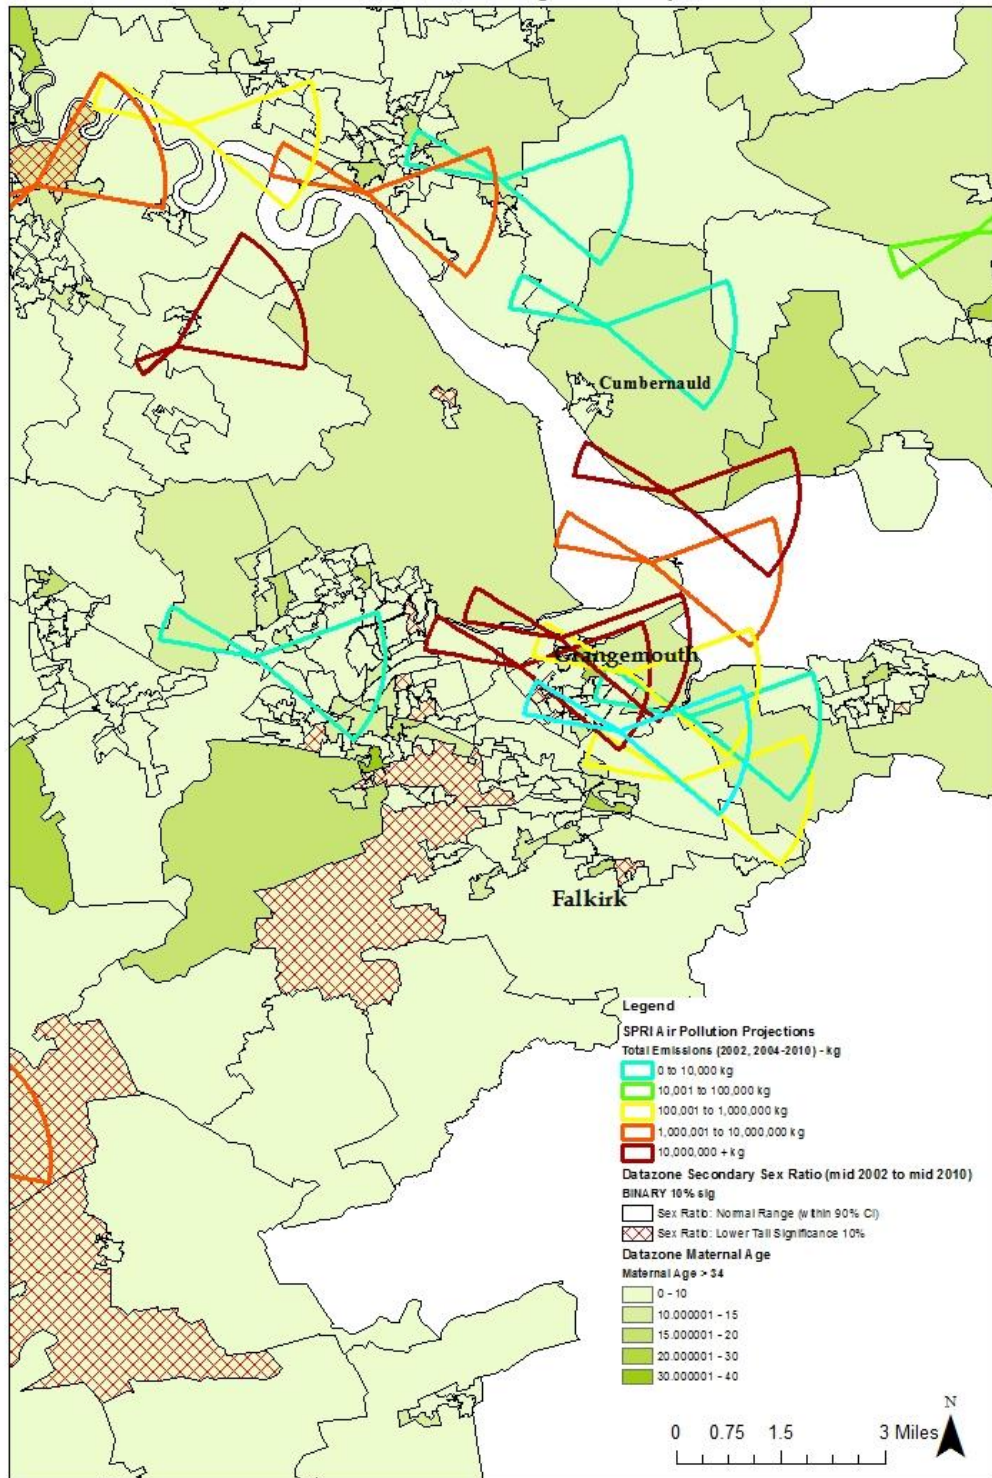 Cumbernauld
Grangemouth
Falkirk
Legend
SPRI Air Pollution Projections
Total Emissions (2002, 2004-2010) - kg
0 to 10,000 kg
10,001 to 100,000 kg
100,001 to 1,000,000 kg
1,000,001 to 10,000,000 kg
10,000,000 + kg
Datazone Secondary Sex Ratio (mid 2002 to mid 2010)
BINARY 10% sig
Sex Ratio: Normal Range (within 90% CI)
Sex Ratio: Lower Tail Significance 10%
Datazone Maternal Age
Maternal Age > 34
0 - 10
10.000001 - 15
15.000001 - 20
20.000001 - 30
30.000001 - 40
N
0 0.75 1.5 3 Miles